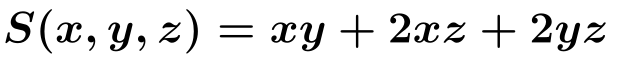 S(x, y, z) = xy + 2xz + 2yz